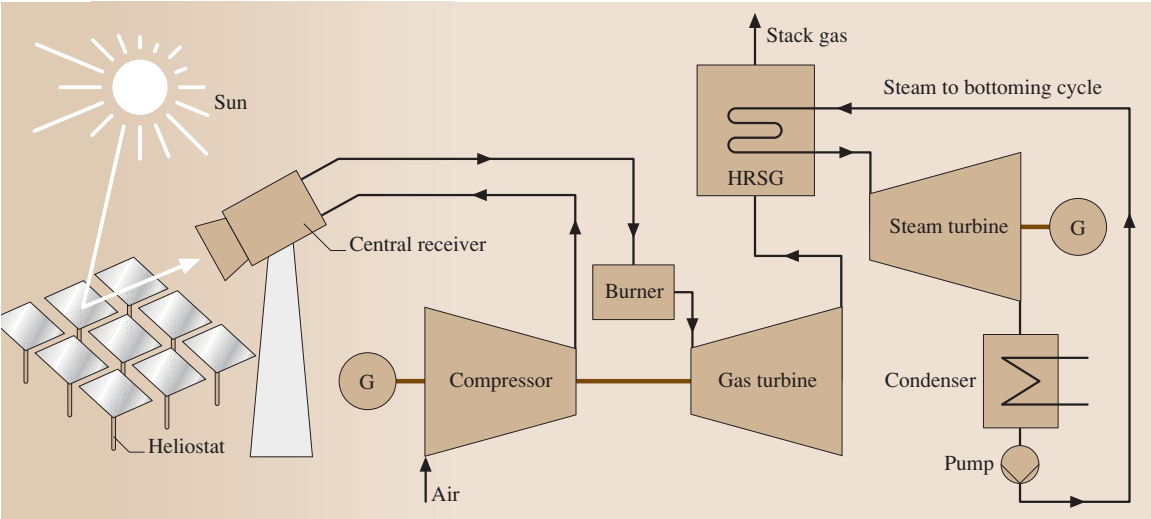 Stack gas
Sun
Steam to bottoming cycle
HRSG
Central receiver
Steam turbine
G
Burner
G
Compressor
Gas turbine
Condenser
Heliostat
Pump
Air